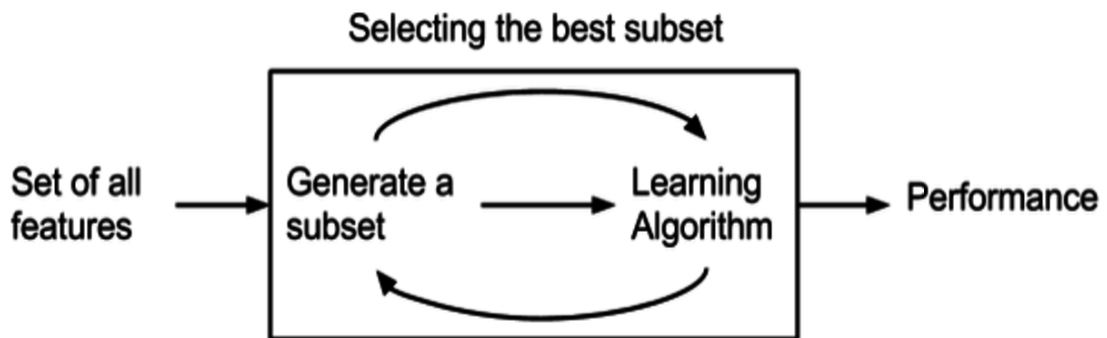 Selecting the best subset
Set of all
features
Generate a
subset
Learning
Algorithm
Performance